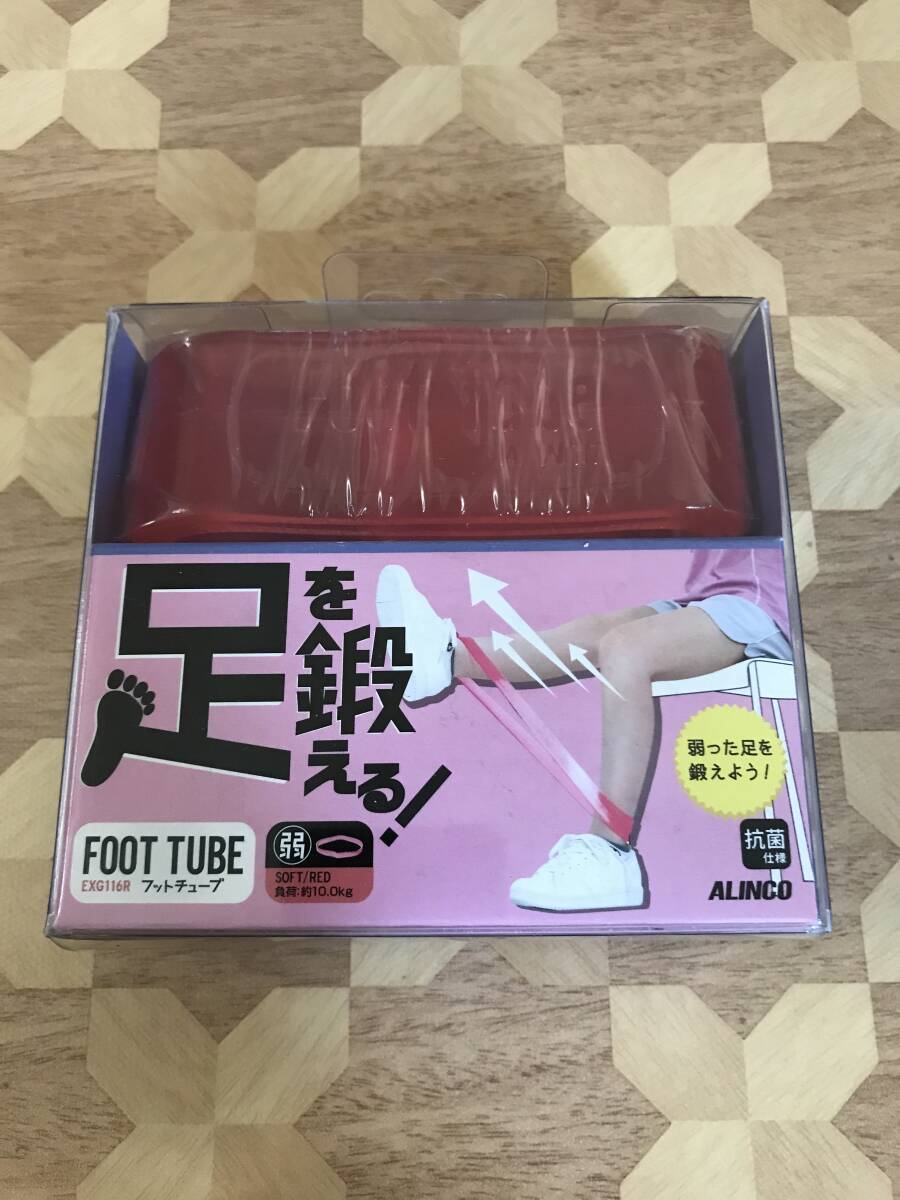 足を鍛える!
弱った足を
鍛えよう!
FOOT TUBE
EXG116R フットチューブ
弱
SOFT/RED
負荷:約10.0kg
抗菌
仕様
ALINCO